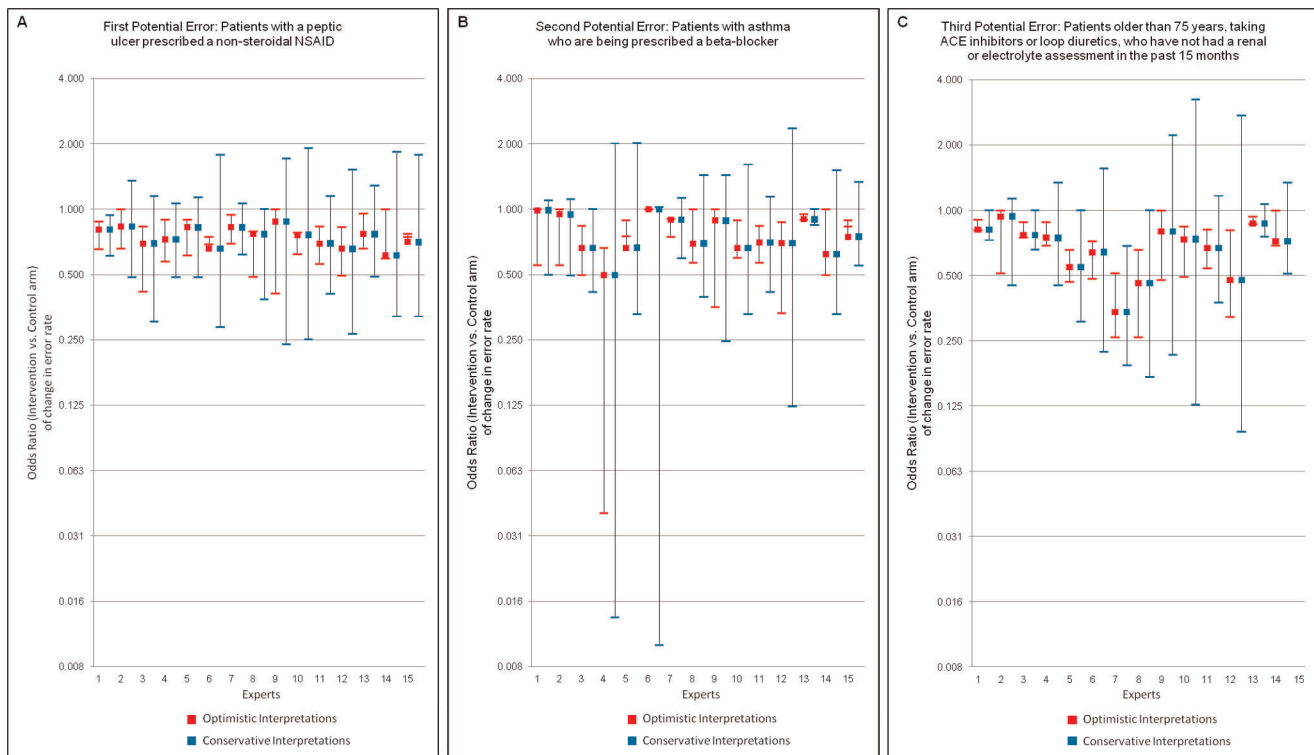 A
First Potential Error: Patients with a peptic
ulcer prescribed a non-steroidal NSAID
Odds Ratio (Intervention vs. Control arm)
of change in error rate
4.000
2.000
1.000
0.500
0.250
0.125
0.063
0.031
0.016
0.008
1 2 3 4 5 6 7 8 9 10 11 12 13 14 15
Experts
Optimistic Interpretations
Conservative Interpretations
B
Second Potential Error: Patients with asthma
who are being prescribed a beta-blocker
Odds Ratio (Intervention vs. Control arm)
of change in error rate
4.000
2.000
1.000
0.500
0.250
0.125
0.063
0.031
0.016
0.008
1 2 3 4 5 6 7 8 9 10 11 12 13 14 15
Experts
Optimistic Interpretations
Conservative Interpretations
C
Third Potential Error: Patients older than 75 years, taking
ACE inhibitors or loop diuretics, who have not had a renal
or electrolyte assessment in the past 15 months
Odds Ratio (Intervention vs. Control arm)
of change in error rate
4.000
2.000
1.000
0.500
0.250
0.125
0.063
0.031
0.016
0.008
1 2 3 4 5 6 7 8 9 10 11 12 13 14 15
Experts
Optimistic Interpretations
Conservative Interpretations